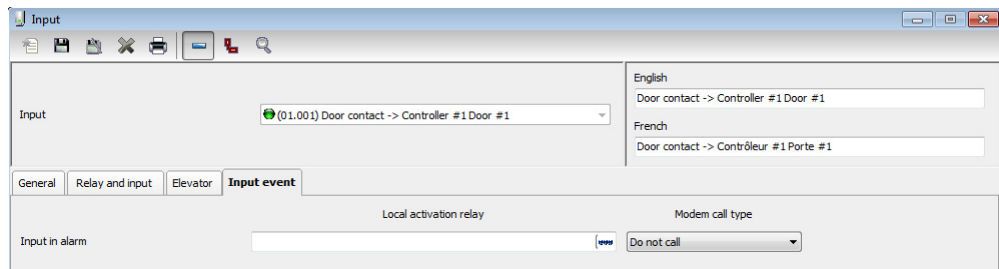 Input
English
Door contact -> Controller #1 Door #1
Input
(01.001) Door contact -> Controller #1 Door #1
French
Door contact -> Contrôleur #1 Porte #1
General Relay and input Elevator Input event
Local activation relay Modem call type
Input in alarm Do not call